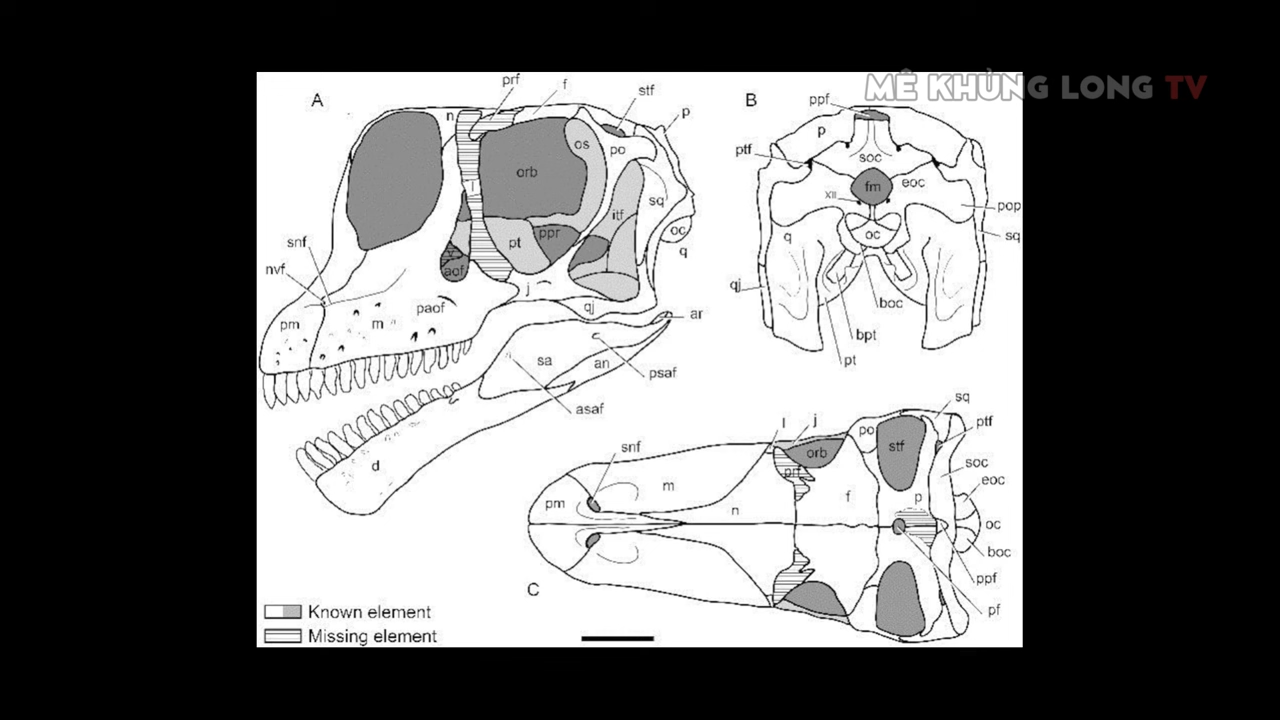 MÊ KHỦNG LONG TV
A
prf
f
stf
p
n
os
po
orb
l
itf
sq
oc
q
pt
ppr
snf
nvf
aof
j
qj
paof
pm
m
ar
sa
an
psaf
asaf
d
B
ppf
p
ptf
soc
fm
eoc
XII
pop
q
oc
sq
qj
boc
bpt
pt
sq
l
j
po
ptf
orb
stf
snf
prf
soc
m
eoc
f
p
pm
n
oc
boc
ppf
C
pf
Known element
Missing element